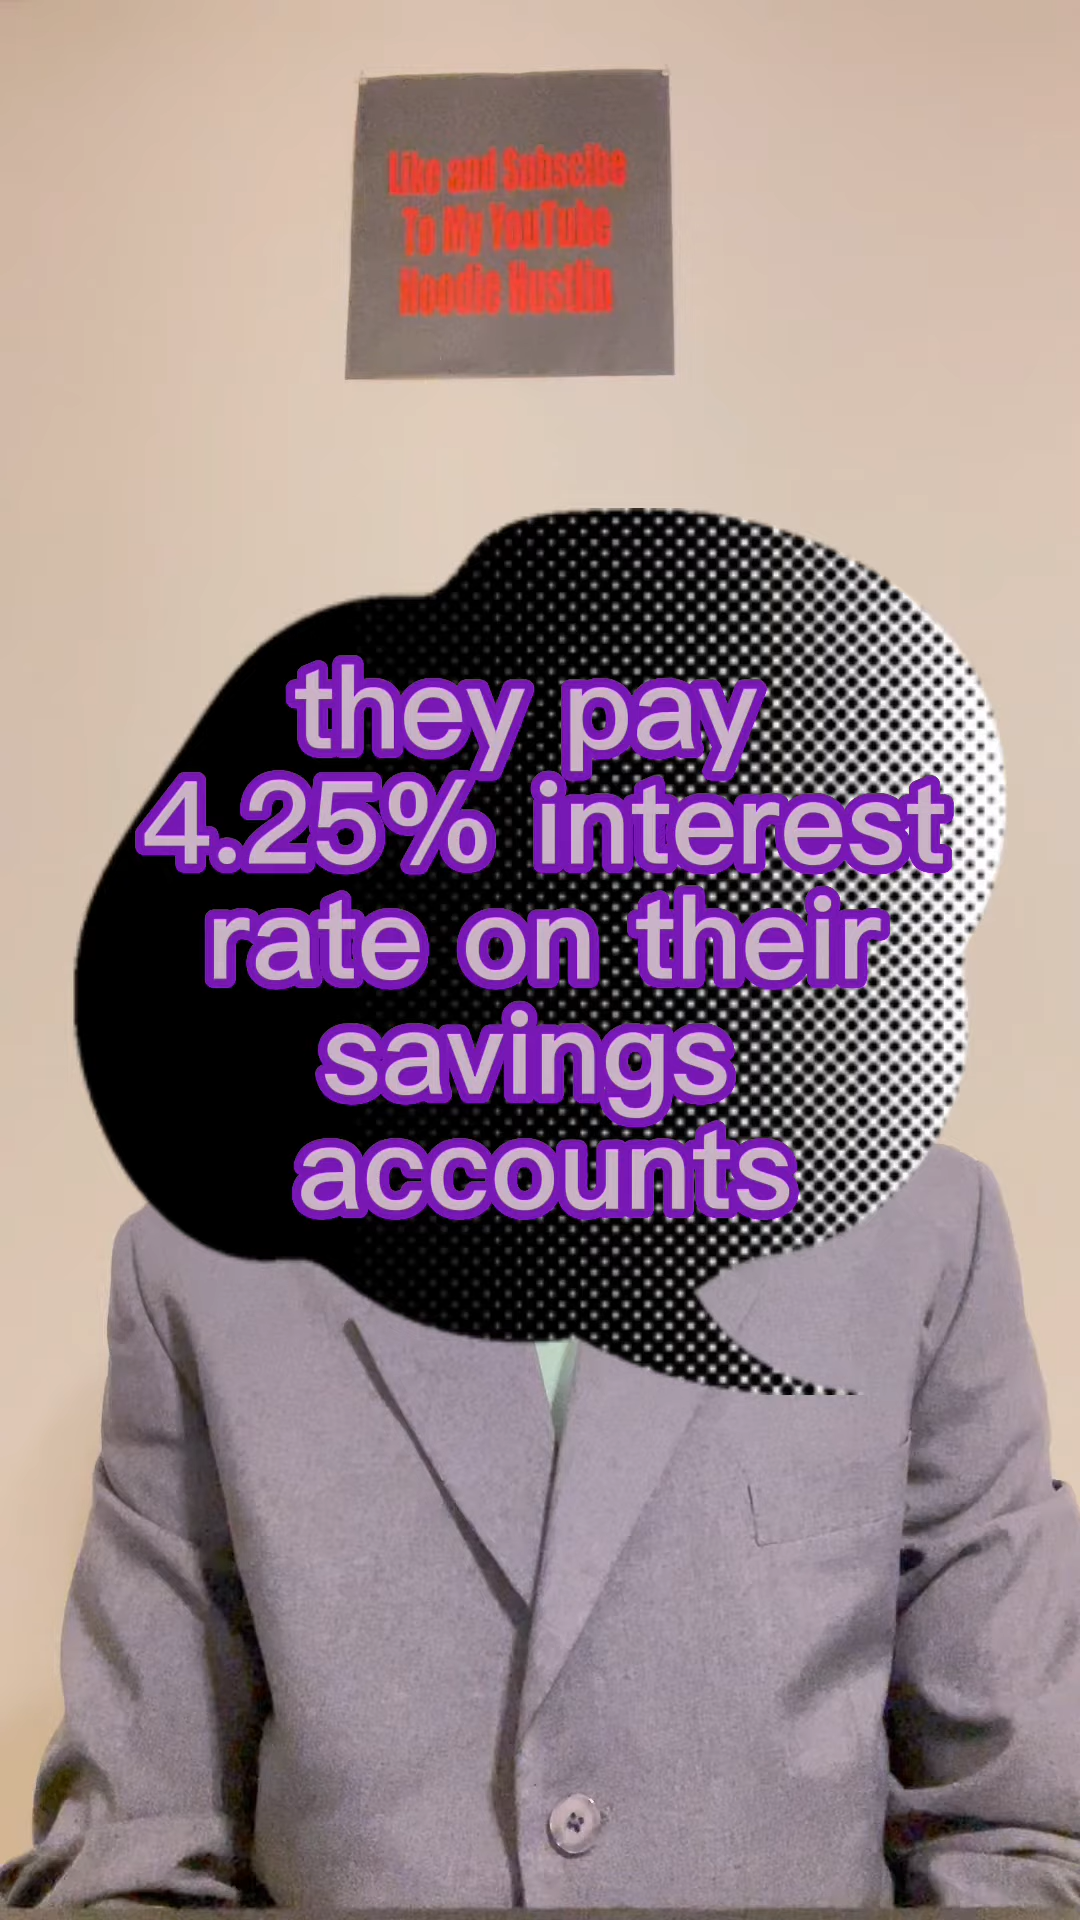 Like and Subscibe
To My YouTube
Hoodie Hustlin
they pay
4.25% interest
rate on their
savings
accounts